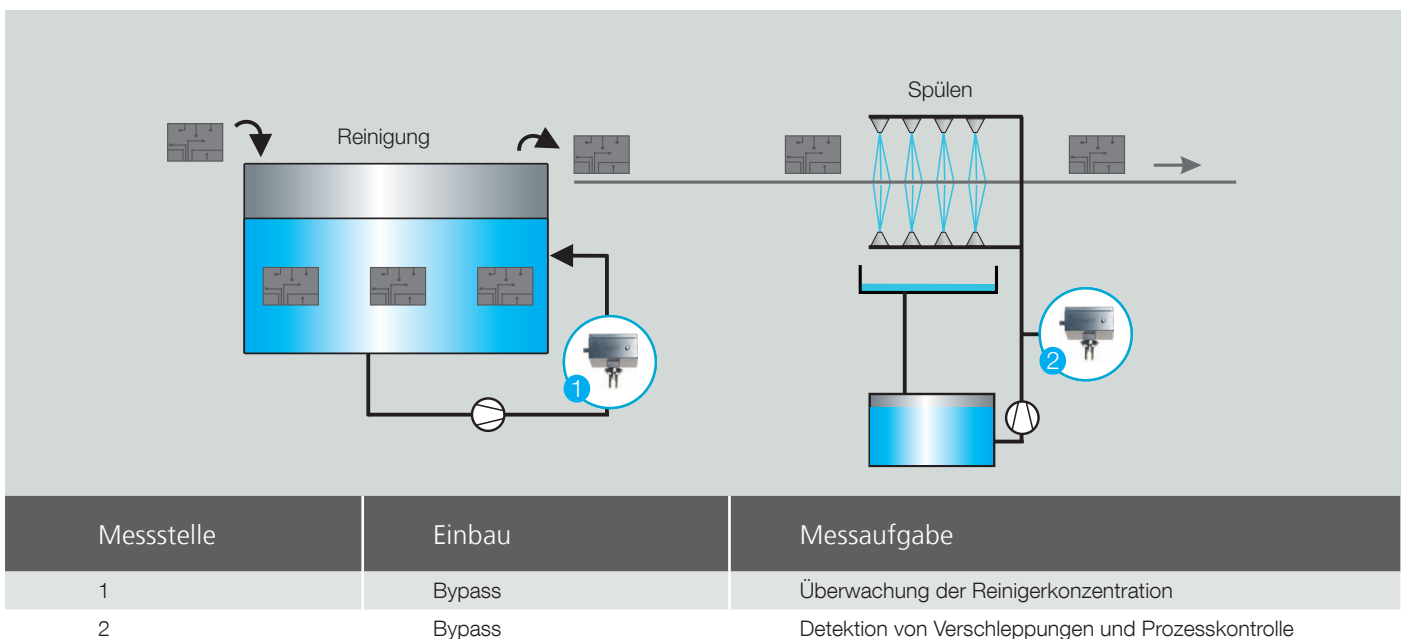 Spülen
Reinigung
1
2
Messstelle Einbau Messaufgabe
1 Bypass Überwachung der Reinigerkonzentration
2 Bypass Detektion von Verschleppungen und Prozesskontrolle